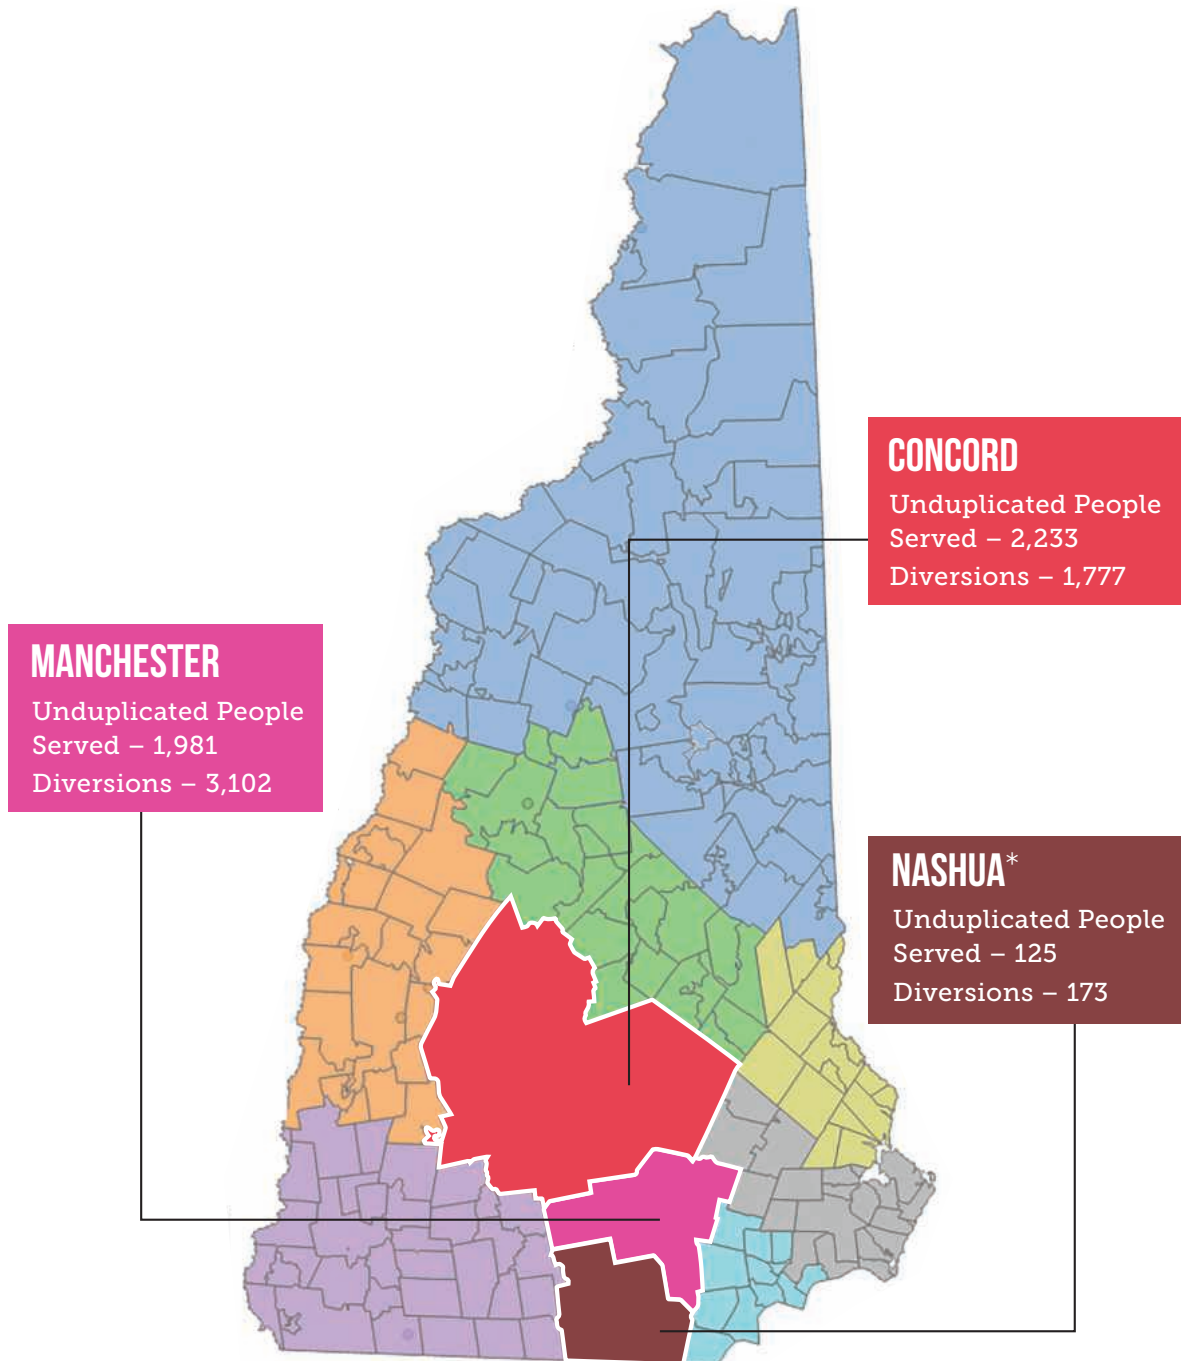 CONCORD
Unduplicated People
Served – 2,233
Diversions – 1,777
MANCHESTER
Unduplicated People
Served – 1,981
Diversions – 3,102
NASHUA*
Unduplicated People
Served – 125
Diversions – 173